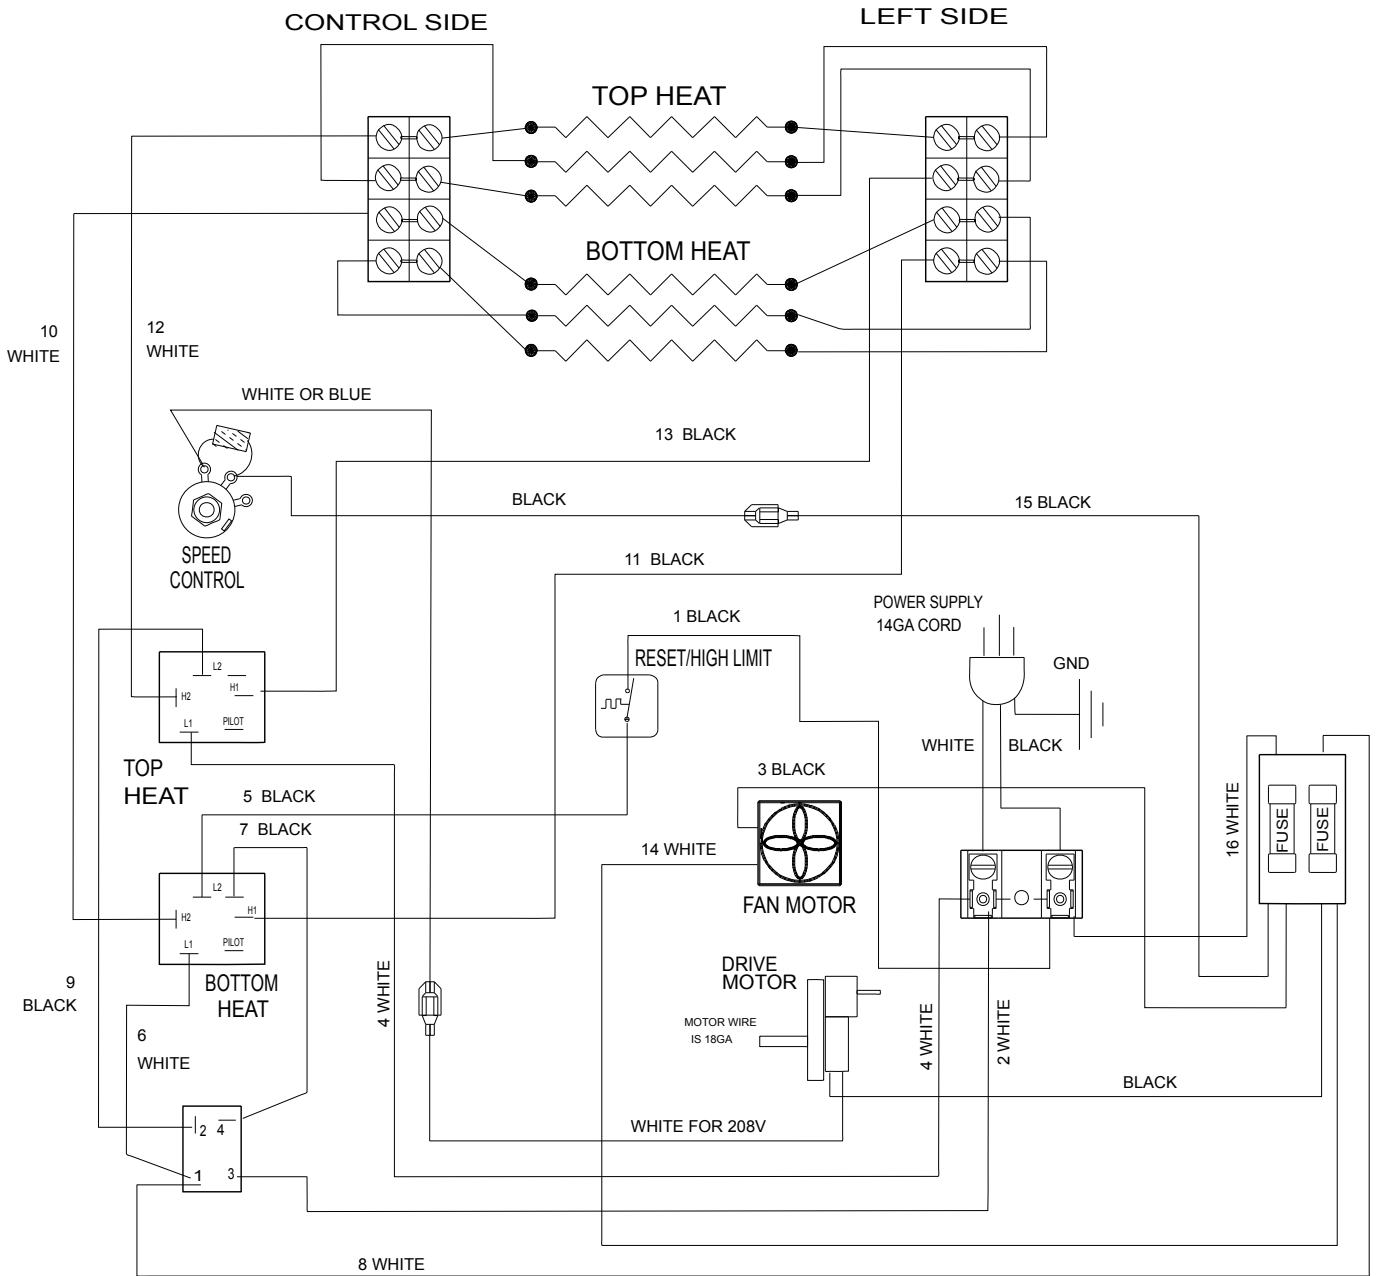 CONTROL SIDE
LEFT SIDE
TOP HEAT
BOTTOM HEAT
10
WHITE
12
WHITE
WHITE OR BLUE
13 BLACK
BLACK
15 BLACK
SPEED
CONTROL
11 BLACK
1 BLACK
POWER SUPPLY
14GA CORD
RESET/HIGH LIMIT
GND
L2
H1
H2
L1
PILOT
WHITE
BLACK
TOP
HEAT
3 BLACK
5 BLACK
7 BLACK
16 WHITE
FUSE
FUSE
14 WHITE
L2
H1
H2
L1
PILOT
FAN MOTOR
BOTTOM
HEAT
9
BLACK
4 WHITE
DRIVE
MOTOR
MOTOR WIRE
IS 18GA
4 WHITE
2 WHITE
6
WHITE
BLACK
2 4
1 3
WHITE FOR 208V
8 WHITE